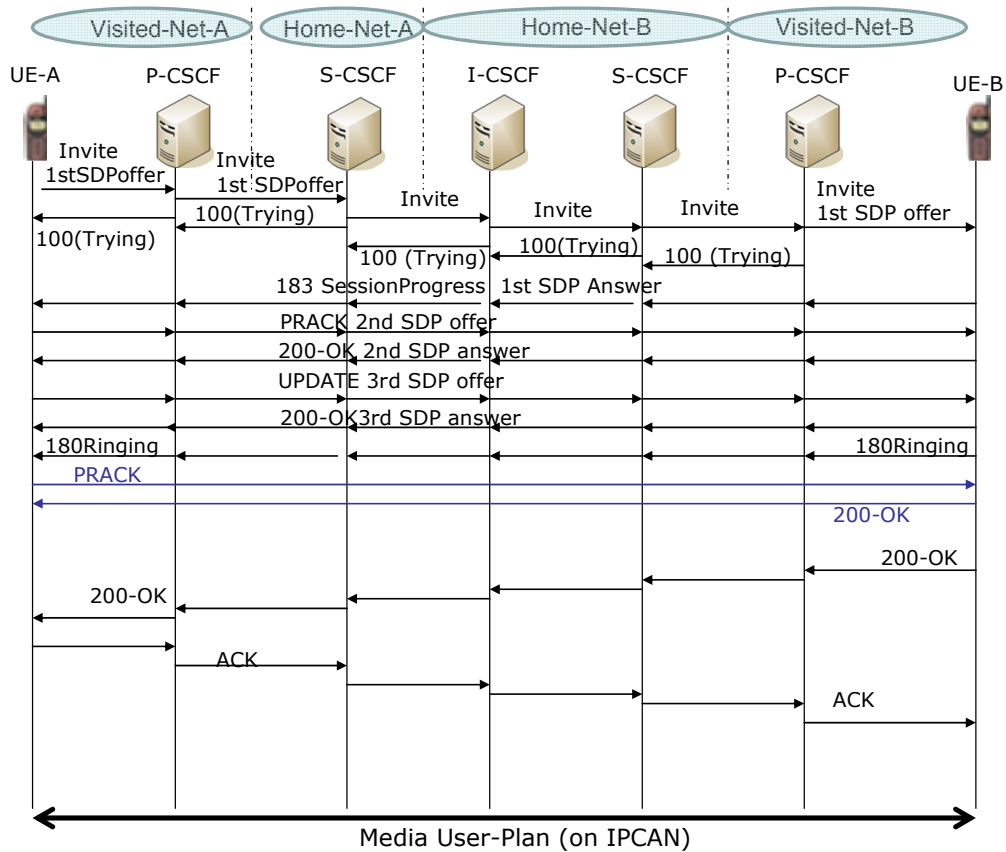 Visited-Net-A
Home-Net-A
Home-Net-B
Visited-Net-B
UE-A
P-CSCF
S-CSCF
I-CSCF
S-CSCF
P-CSCF
UE-B
Invite
1stSDPoffer
Invite
1st SDPoffer
Invite
Invite
Invite
Invite
1st SDP offer
100(Trying)
100(Trying)
100 (Trying)
100(Trying)
100 (Trying)
183 SessionProgress 1st SDP Answer
PRACK 2nd SDP offer
200-OK 2nd SDP answer
UPDATE 3rd SDP offer
200-OK3rd SDP answer
180Ringing
180Ringing
PRACK
200-OK
200-OK
200-OK
ACK
ACK
Media User-Plan (on IPCAN)